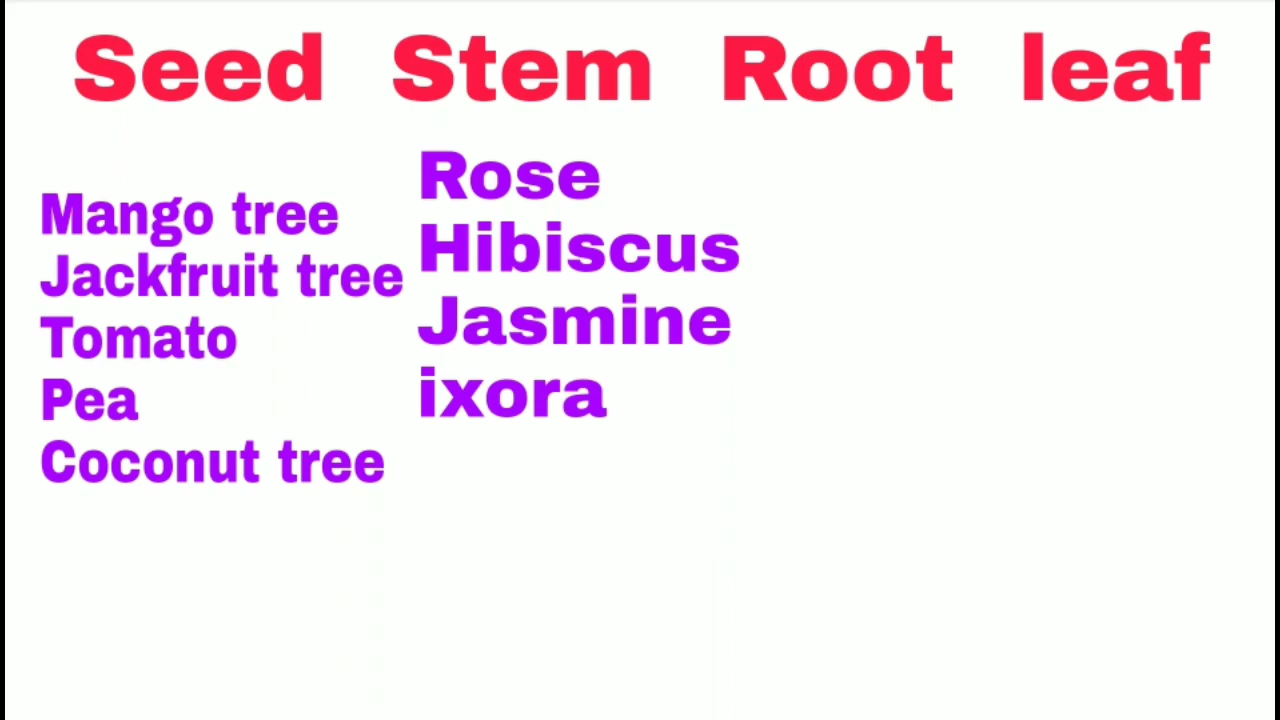 Seed Stem Root leaf
Mango tree
Jackfruit tree
Tomato
Pea
Coconut tree
Rose
Hibiscus
Jasmine
ixora